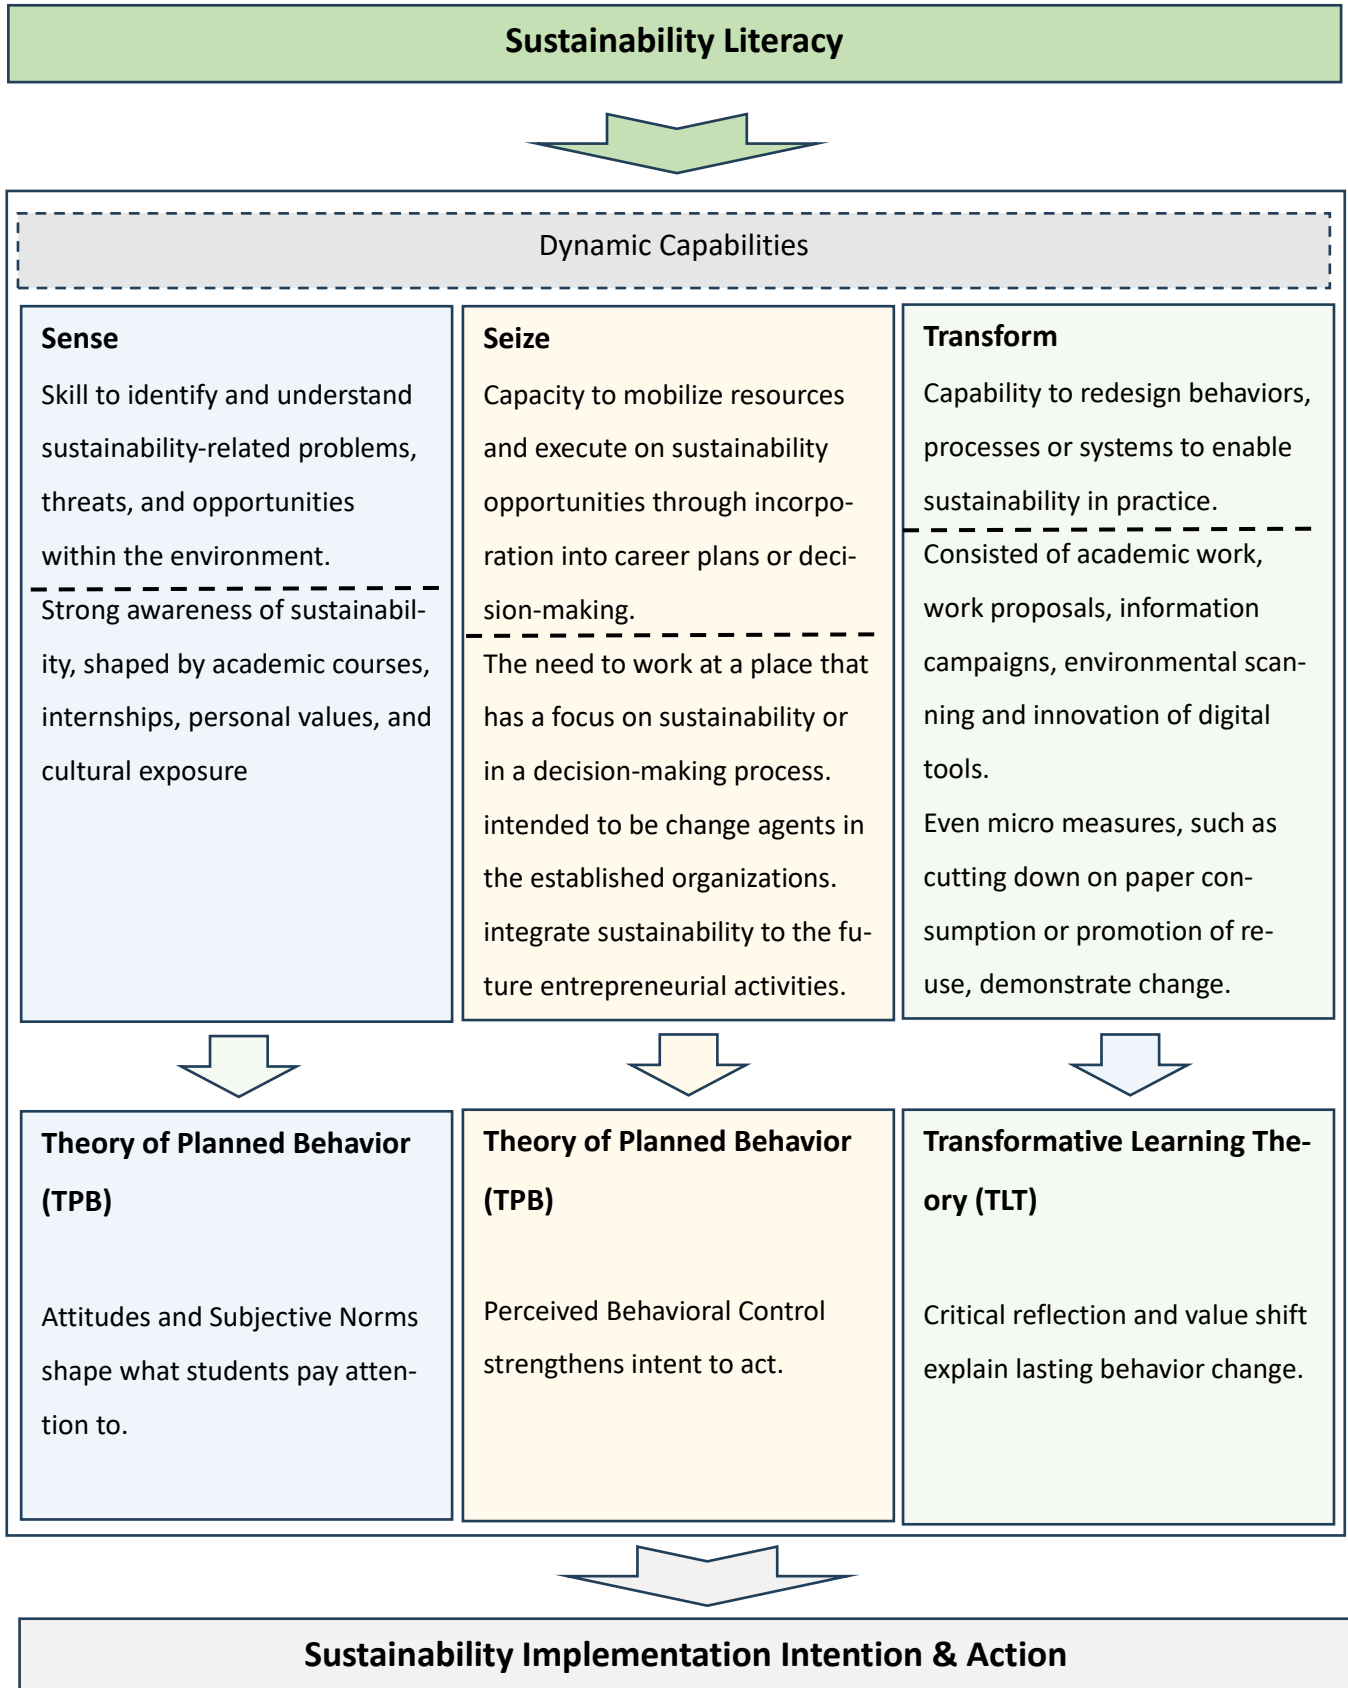 Sustainability Literacy
Dynamic Capabilities
Sense
Skill to identify and understand
sustainability-related problems,
threats, and opportunities
within the environment.
Strong awareness of sustainabil-
ity, shaped by academic courses,
internships, personal values, and
cultural exposure
Seize
Capacity to mobilize resources
and execute on sustainability
opportunities through incorpo-
ration into career plans or deci-
sion-making.
The need to work at a place that
has a focus on sustainability or
in a decision-making process.
intended to be change agents in
the established organizations.
integrate sustainability to the fu-
ture entrepreneurial activities.
Transform
Capability to redesign behaviors,
processes or systems to enable
sustainability in practice.
Consisted of academic work,
work proposals, information
campaigns, environmental scan-
ning and innovation of digital
tools.
Even micro measures, such as
cutting down on paper con-
sumption or promotion of re-
use, demonstrate change.
Theory of Planned Behavior
(TPB)
Attitudes and Subjective Norms
shape what students pay atten-
tion to.
Theory of Planned Behavior
(TPB)
Perceived Behavioral Control
strengthens intent to act.
Transformative Learning The-
ory (TLT)
Critical reflection and value shift
explain lasting behavior change.
Sustainability Implementation Intention & Action